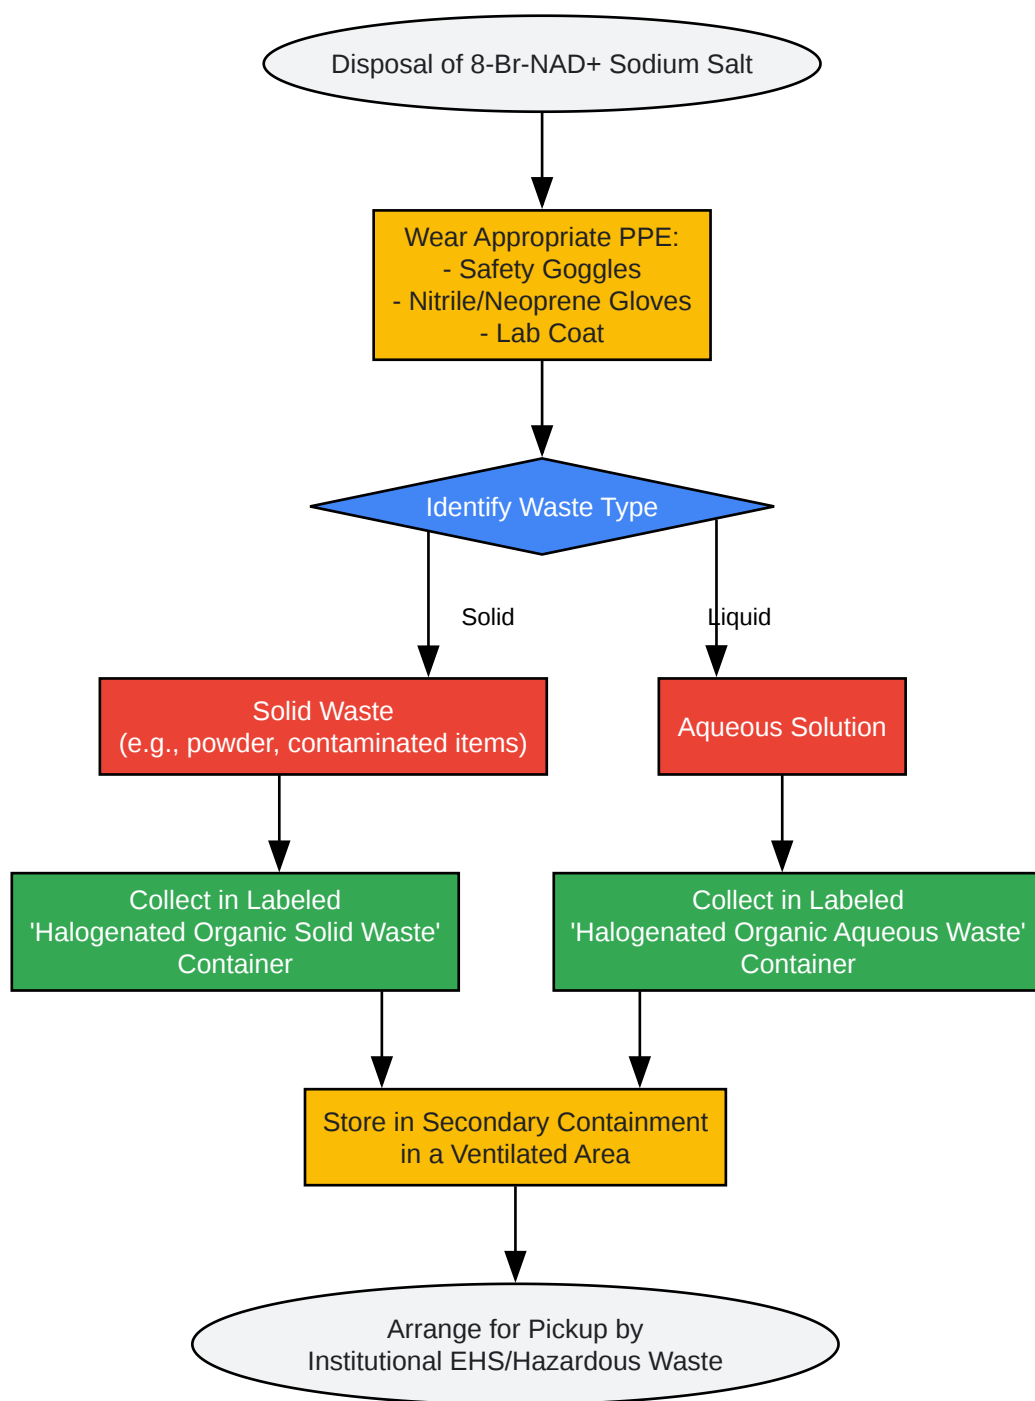 Disposal of 8-Br-NAD+ Sodium Salt
Wear Appropriate PPE:
- Safety Goggles
- Nitrile/Neoprene Gloves
- Lab Coat
Identify Waste Type
Solid
Liquid
Solid Waste
(e.g., powder, contaminated items)
Aqueous Solution
Collect in Labeled
'Halogenated Organic Solid Waste'
Container
Collect in Labeled
'Halogenated Organic Aqueous Waste'
Container
Store in Secondary Containment
in a Ventilated Area
Arrange for Pickup by
Institutional EHS/Hazardous Waste